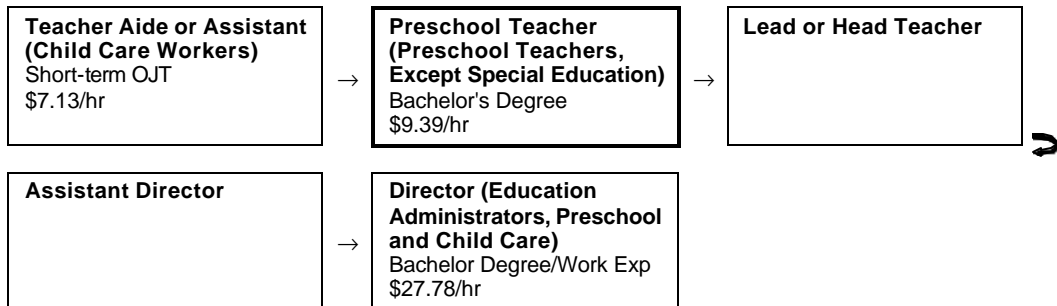 Teacher Aide or Assistant
(Child Care Workers)
Short-term OJT
$7.13/hr
→
Preschool Teacher
(Preschool Teachers,
Except Special Education)
Bachelor's Degree
$9.39/hr
→
Lead or Head Teacher
Assistant Director
→
Director (Education
Administrators, Preschool
and Child Care)
Bachelor Degree/Work Exp
$27.78/hr